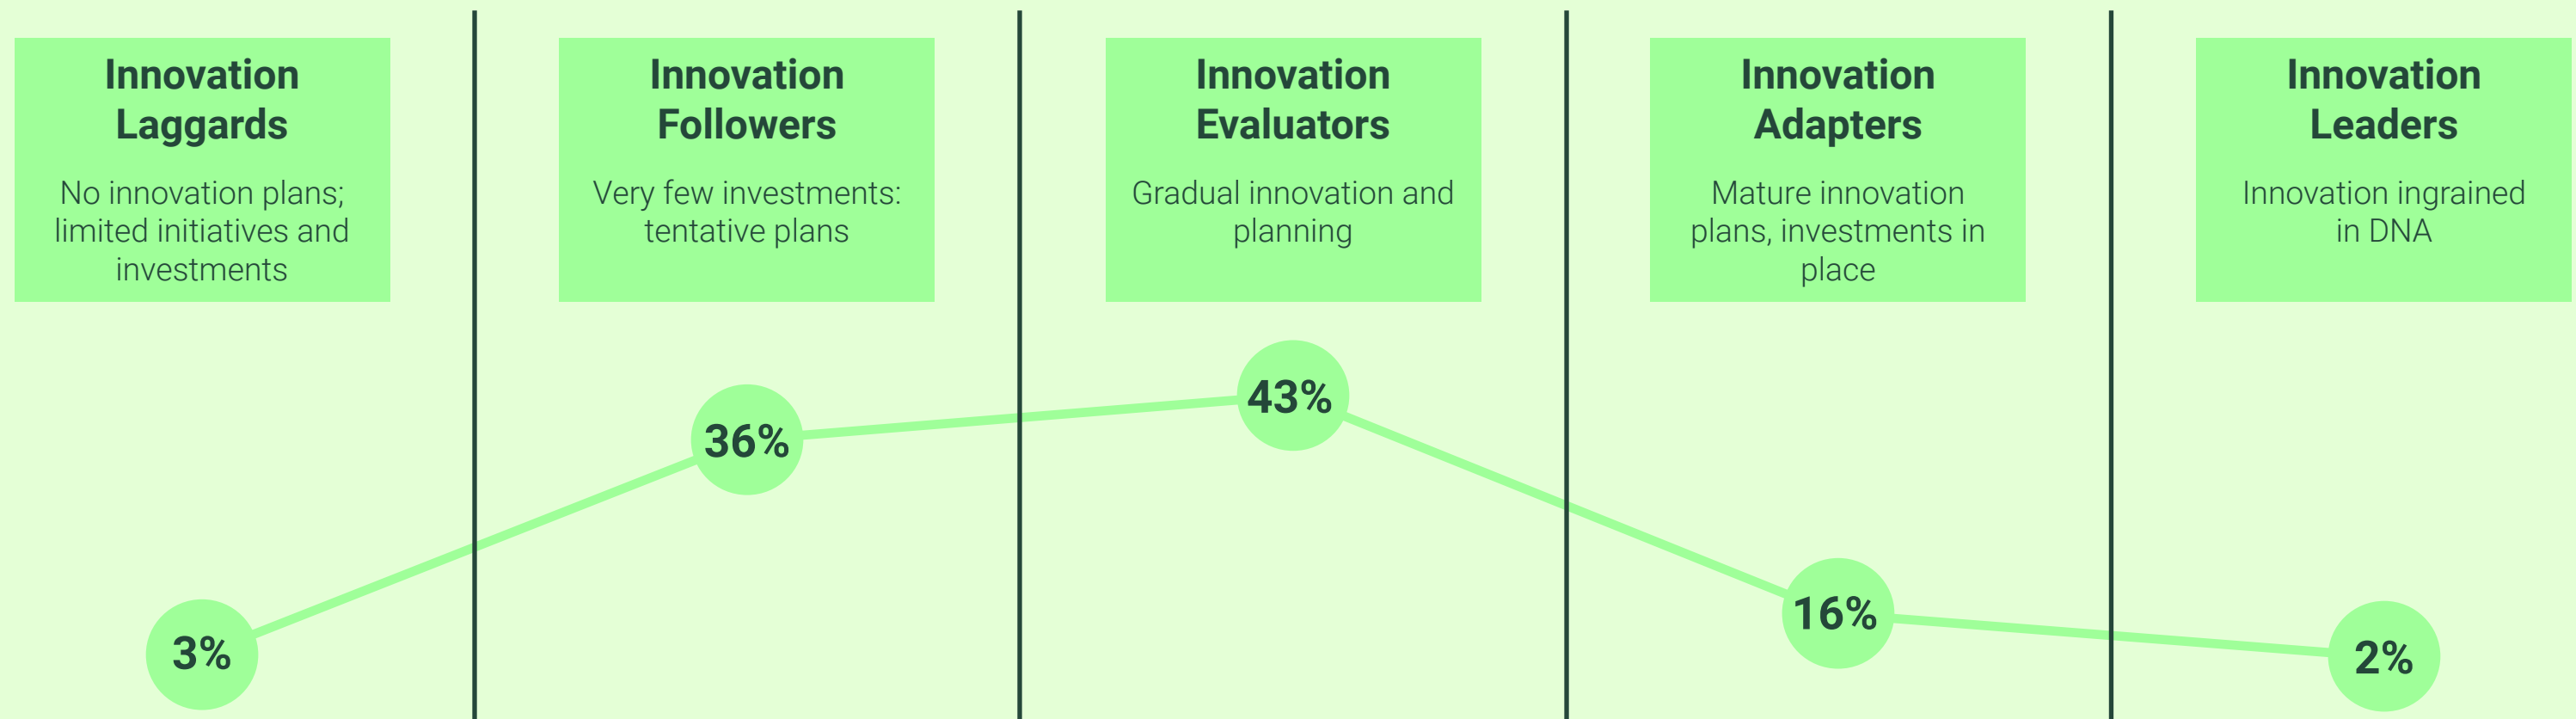 Innovation
Laggards
No innovation plans;
limited initiatives and
investments
Innovation
Followers
Very few investments:
tentative plans
Innovation
Evaluators
Gradual innovation and
planning
Innovation
Adapters
Mature innovation
plans, investments in
place
Innovation
Leaders
Innovation ingrained
in DNA
3%
36%
43%
16%
2%